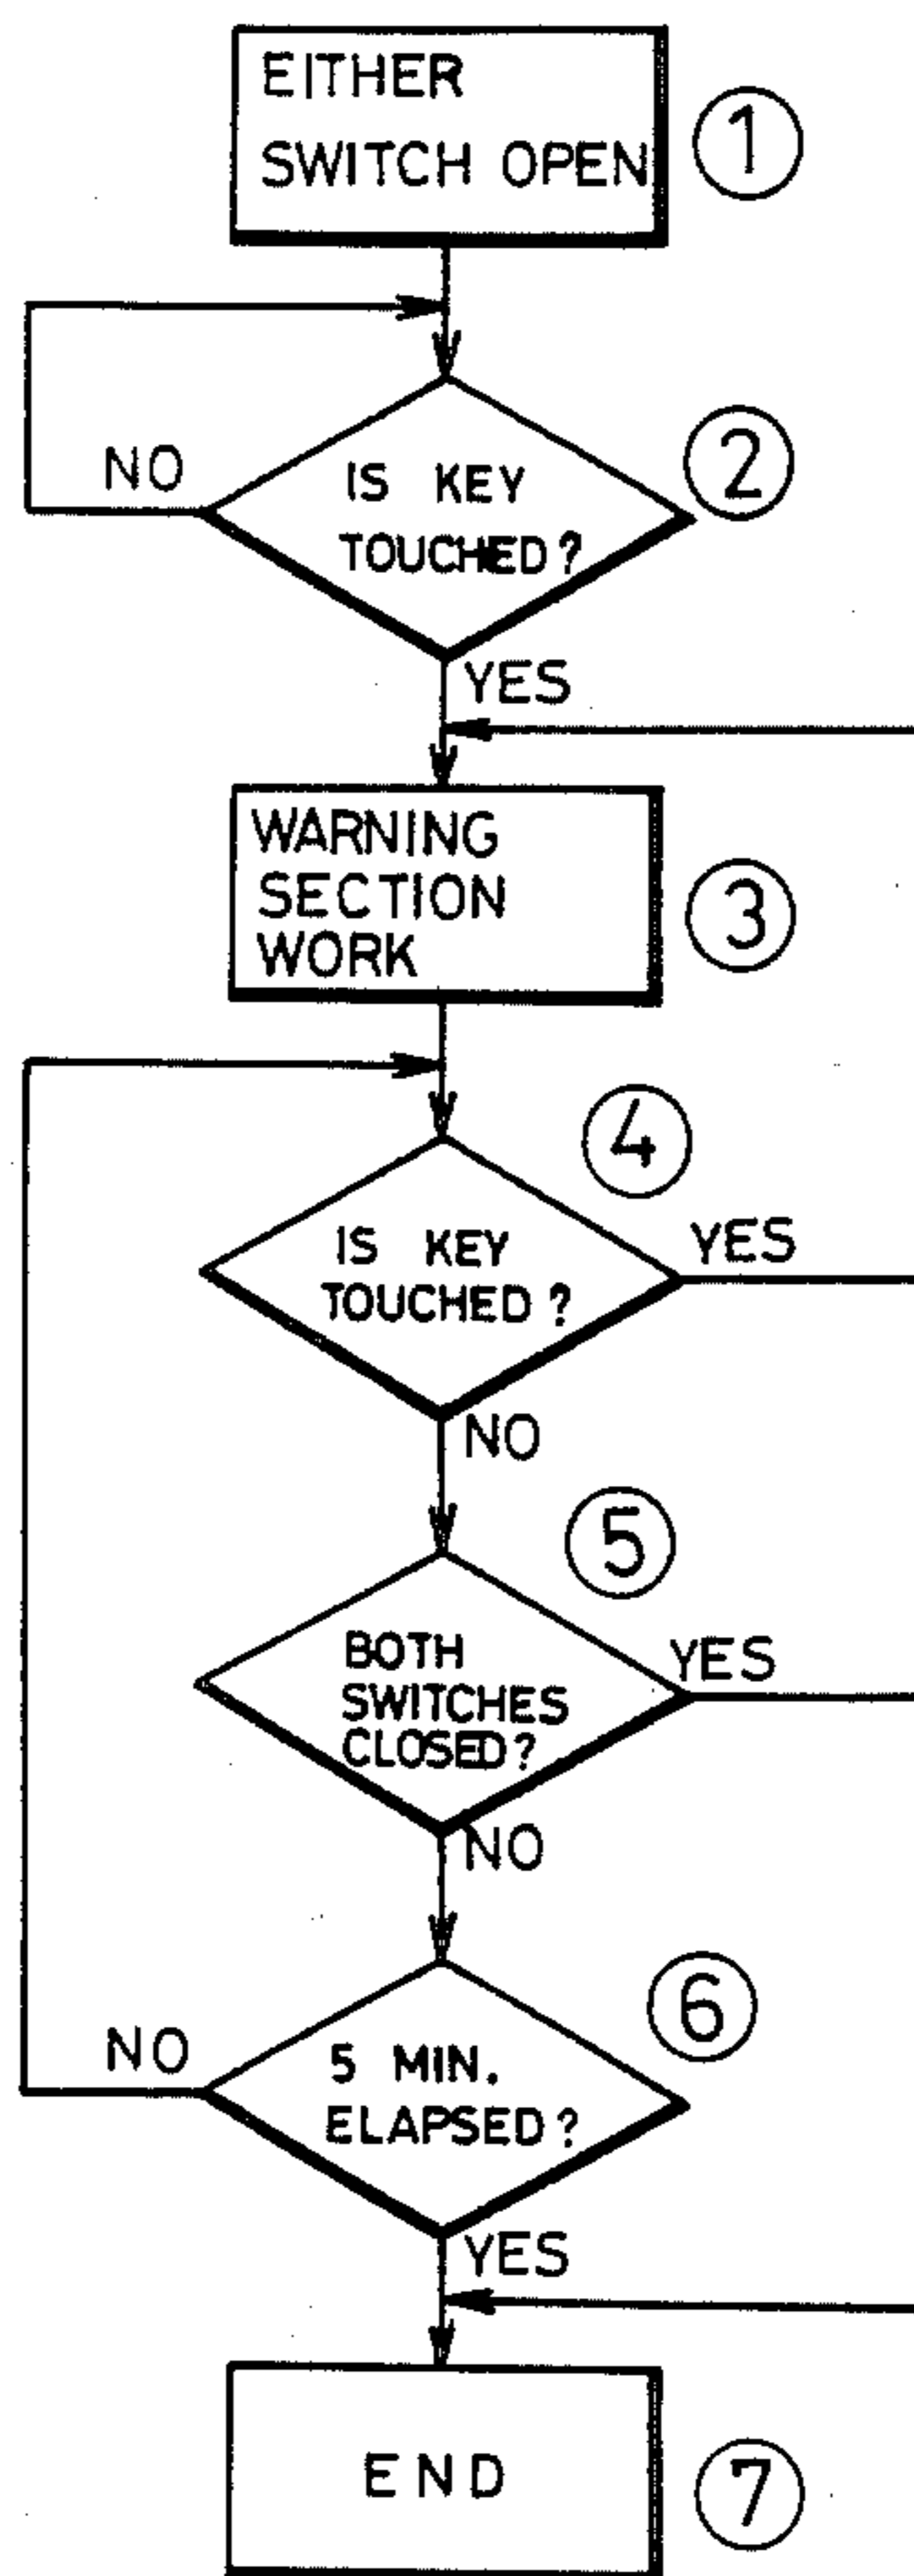 EITHER
SWITCH OPEN
1
NO
IS KEY
TOUCHED?
2
YES
WARNING
SECTION
WORK
3
4
IS KEY
TOUCHED?
YES
NO
5
BOTH
SWITCHES
CLOSED?
YES
NO
6
NO
5 MIN.
ELAPSED?
YES
END
7